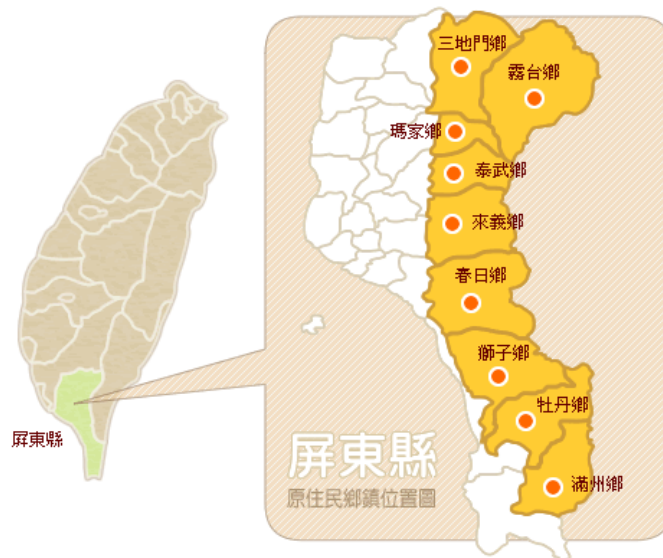 三地門鄉
霧台鄉
瑪家鄉
泰武鄉
來義鄉
春日鄉
獅子鄉
牡丹鄉
滿州鄉
屏東縣
屏東縣
原住民鄉鎮位置圖